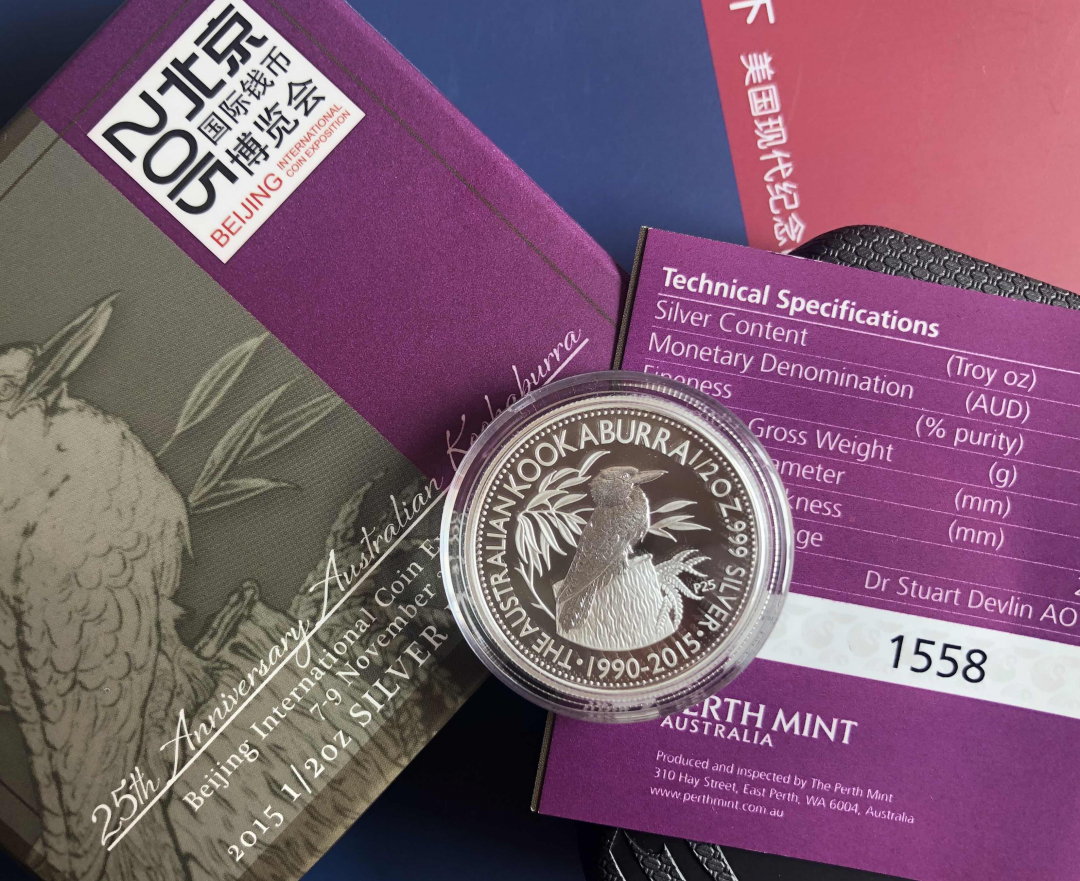 2015
北京
国际钱币
博览会
BEIJING
INTERNATIONAL
COIN EXPOSITION
25th Anniversary Australian Kookaburra
Beijing International Coin
7-9 November
2015 1/2oz SILVER
THE AUSTRALIAN KOOKABURRA 1/2 OZ 999 SILVER
• 1990-2015 •
P25
美国现代纪念
Technical Specifications
Silver Content (Troy oz)
Monetary Denomination (AUD)
Fineness (% purity)
Gross Weight (g)
(mm)
(mm)
Dr Stuart Devlin AO
1558
PERTH MINT
AUSTRALIA
Produced and inspected by The Perth Mint
310 Hay Street, East Perth, WA 6004, Australia
www.perthmint.com.au